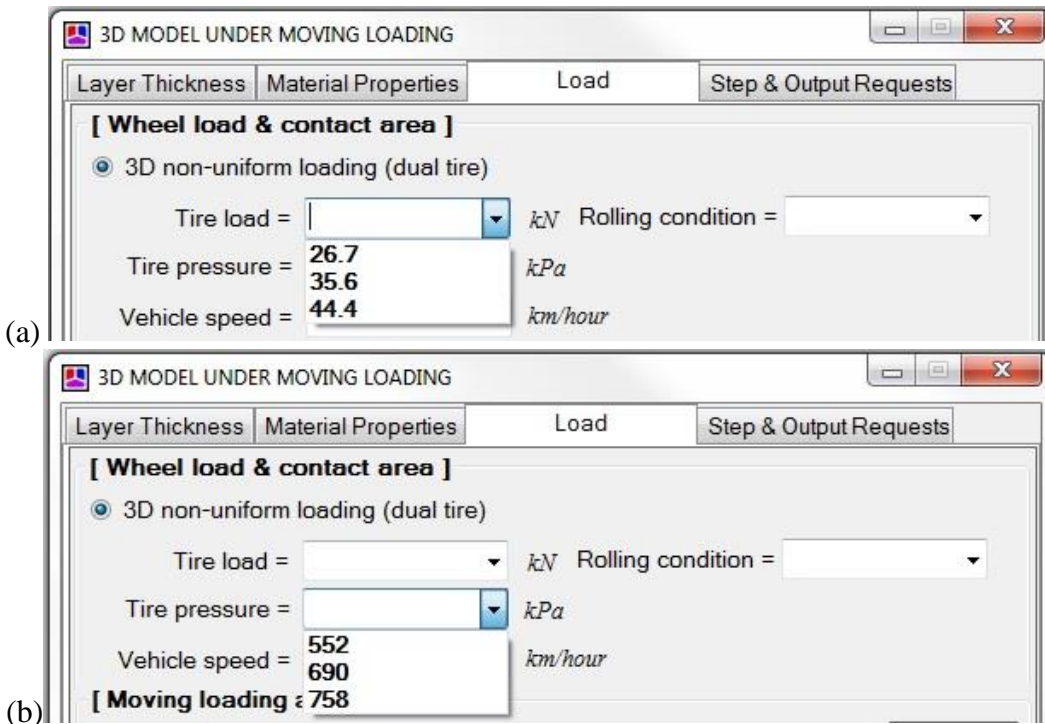 3D MODEL UNDER MOVING LOADING
Layer Thickness Material Properties Load Step & Output Requests
[ Wheel load & contact area ]
3D non-uniform loading (dual tire)
Tire load = kN Rolling condition =
26.7
Tire pressure = kPa
35.6
44.4
Vehicle speed = km/hour
(a)
3D MODEL UNDER MOVING LOADING
Layer Thickness Material Properties Load Step & Output Requests
[ Wheel load & contact area ]
3D non-uniform loading (dual tire)
Tire load = kN Rolling condition =
Tire pressure = kPa
552
Vehicle speed = km/hour
690
[ Moving loading 758
(b)